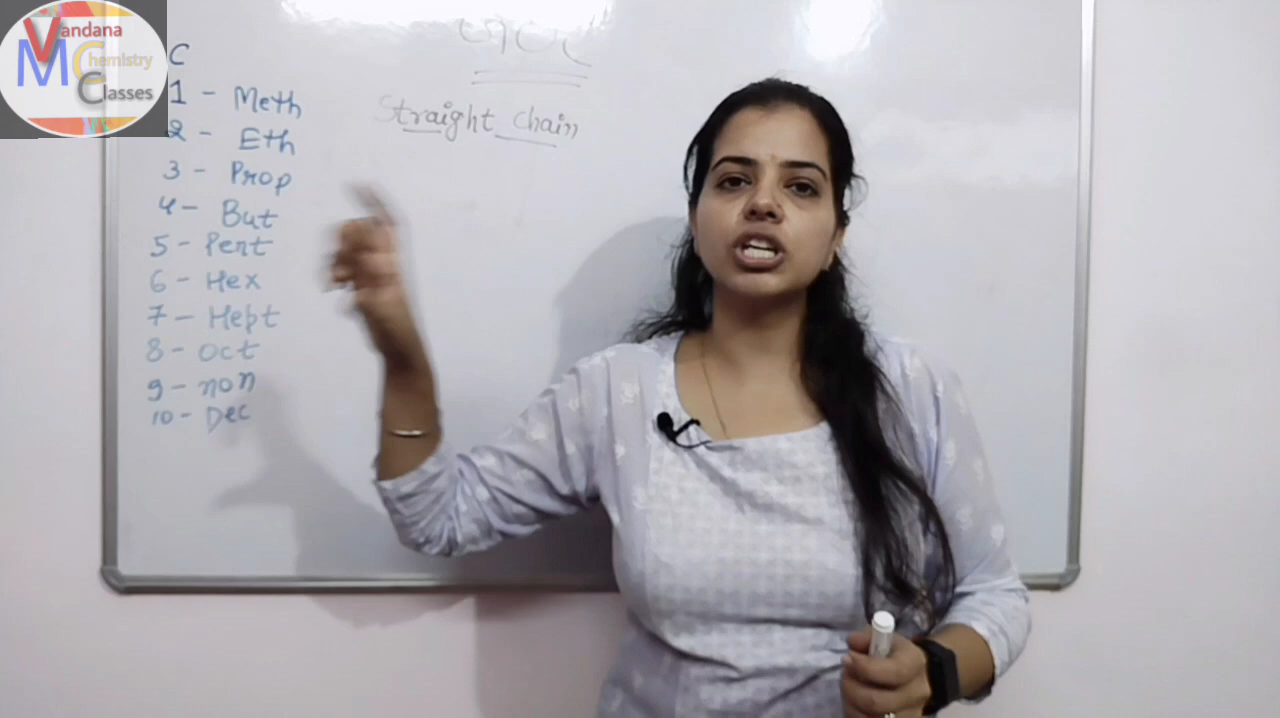 Vandana
Chemistry
Classes
M
C
1 - Meth
2 - Eth
3 - Prop
4 - But
5 - Pent
6 - Hex
7 - Hept
8 - Oct
9 - non
10 - Dec
Straight chain